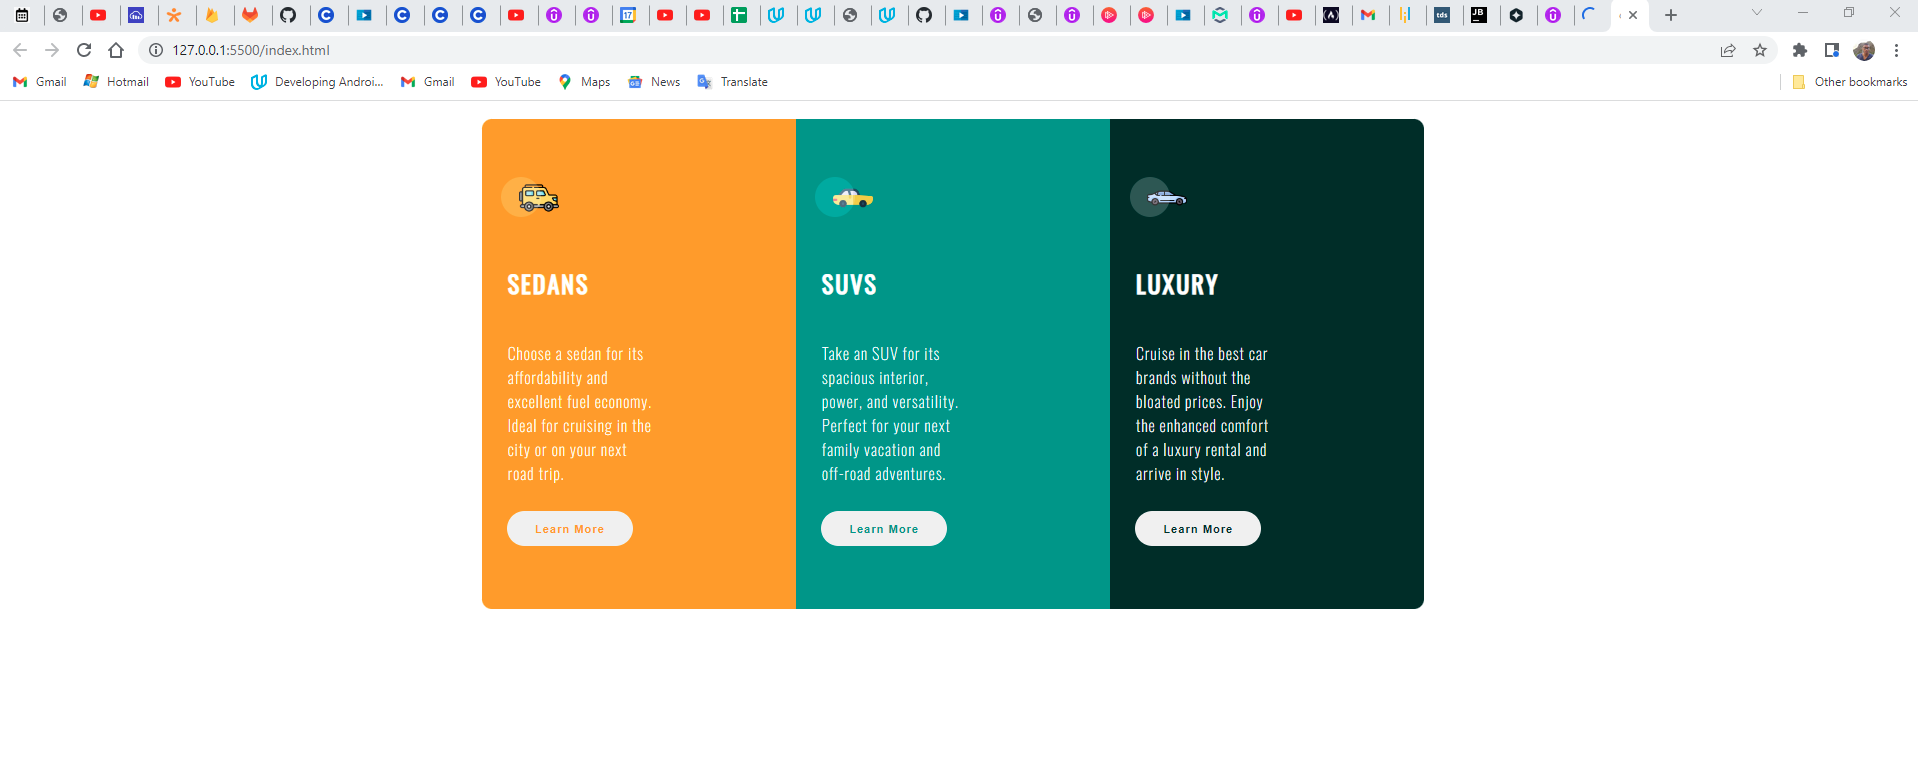 17
tds
JB
127.0.0.1:5500/index.html
Gmail
Hotmail
YouTube
Developing Androi...
Gmail
YouTube
Maps
News
Translate
Other bookmarks
SEDANS
Choose a sedan for its
affordability and
excellent fuel economy.
Ideal for cruising in the
city or on your next
road trip.
Learn More
SUVS
Take an SUV for its
spacious interior,
power, and versatility.
Perfect for your next
family vacation and
off-road adventures.
Learn More
LUXURY
Cruise in the best car
brands without the
bloated prices. Enjoy
the enhanced comfort
of a luxury rental and
arrive in style.
Learn More